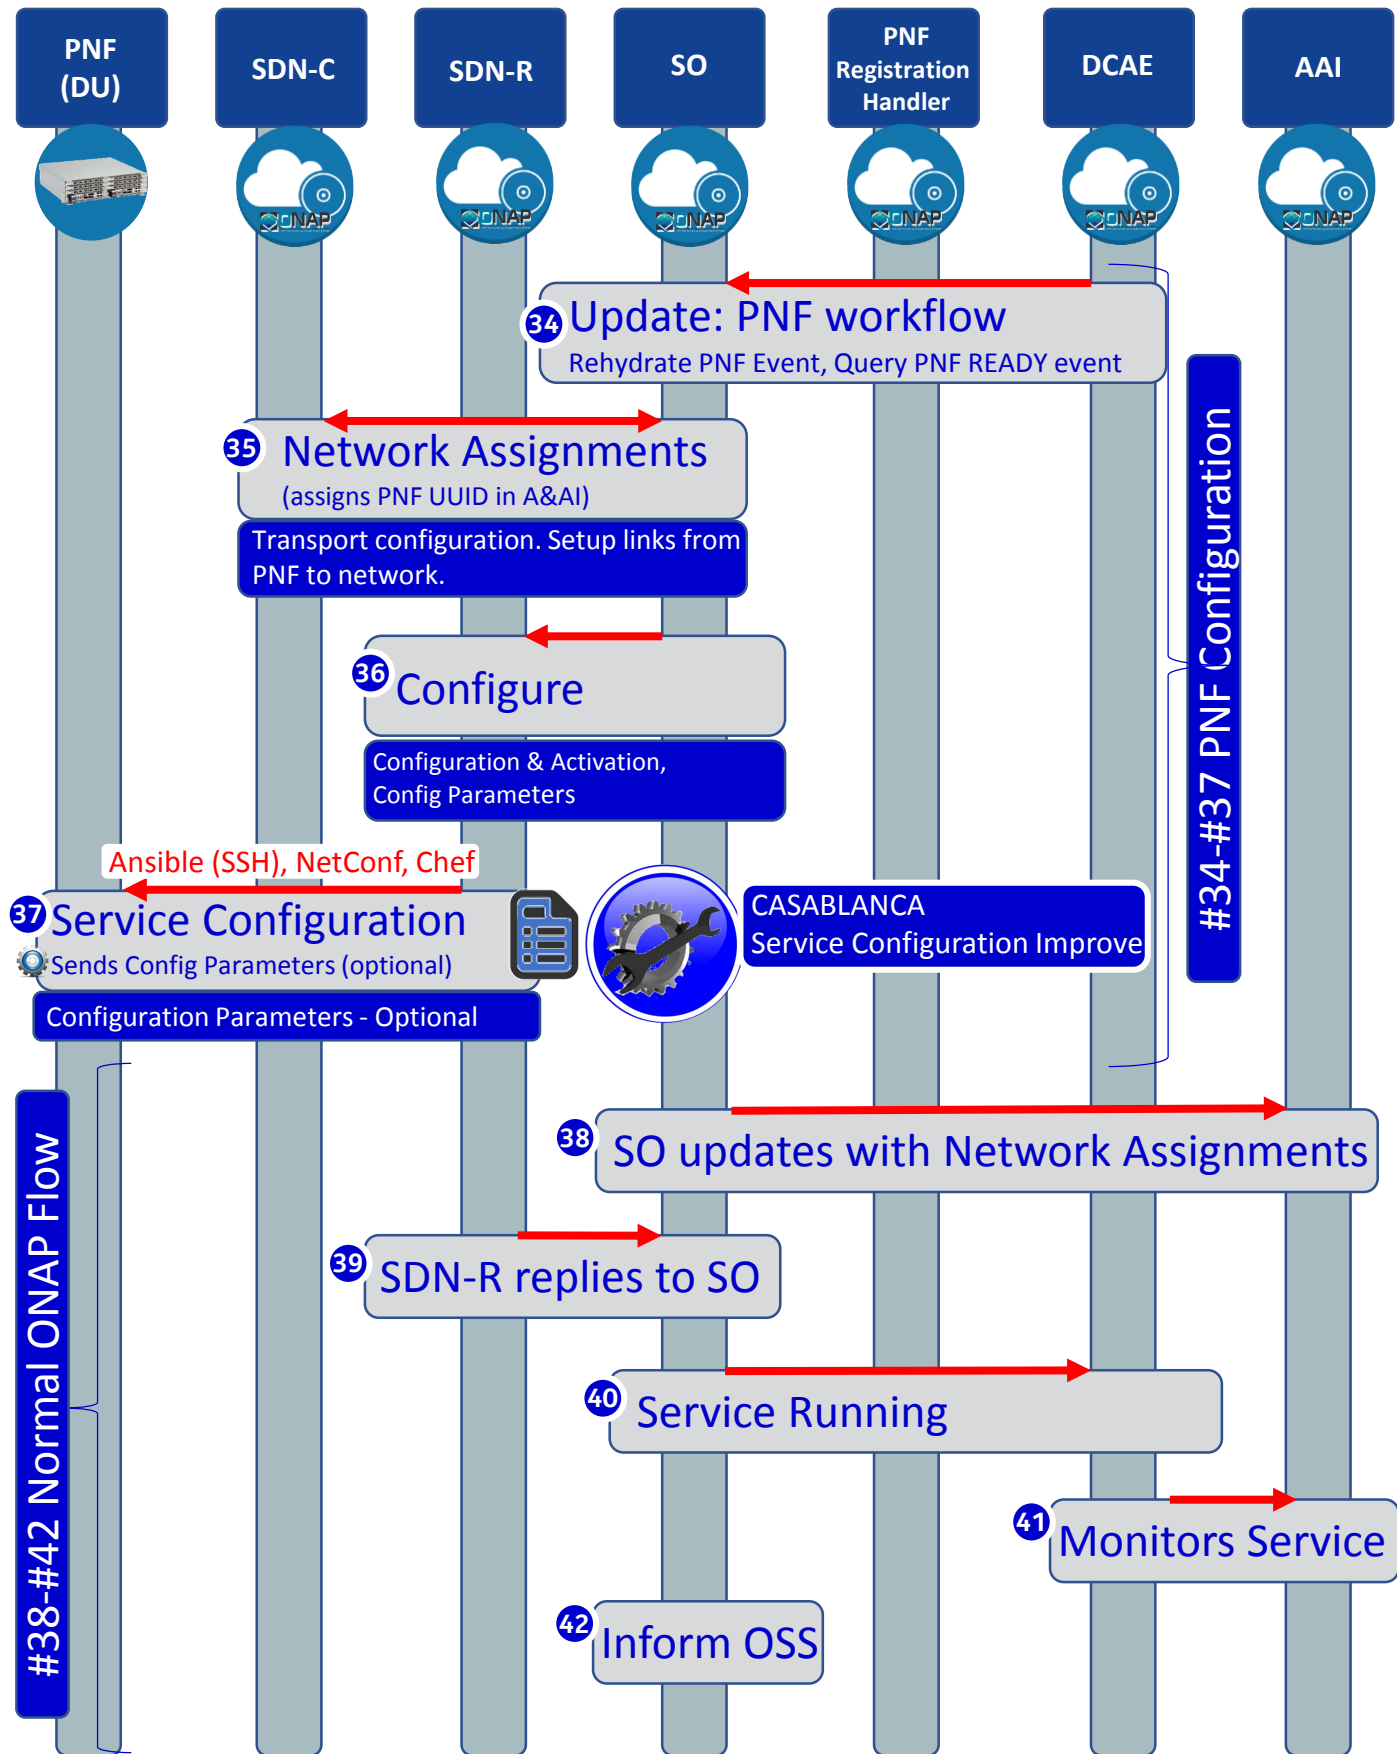 PNF
(DU)
SDN-C
SDN-R
SO
PNF
Registration
Handler
DCAE
AAI
ONAP
ONAP
ONAP
ONAP
ONAP
ONAP
34
Update: PNF workflow
Rehydrate PNF Event, Query PNF READY event
35
Network Assignments
(assigns PNF UUID in A&AI)
Transport configuration. Setup links from
PNF to network.
36
Configure
Configuration & Activation,
Config Parameters
#34-#37 PNF Configuration
Ansible (SSH), NetConf, Chef
37
Service Configuration
Sends Config Parameters (optional)
Configuration Parameters - Optional
CASABLANCA
Service Configuration Improve
#38-#42 Normal ONAP Flow
38
SO updates with Network Assignments
39
SDN-R replies to SO
40
Service Running
41
Monitors Service
42
Inform OSS